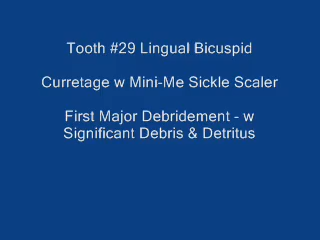 Tooth #29 Lingual Bicuspid
Curretage w Mini-Me Sickle Scaler
First Major Debridement - w
Significant Debris & Detritus